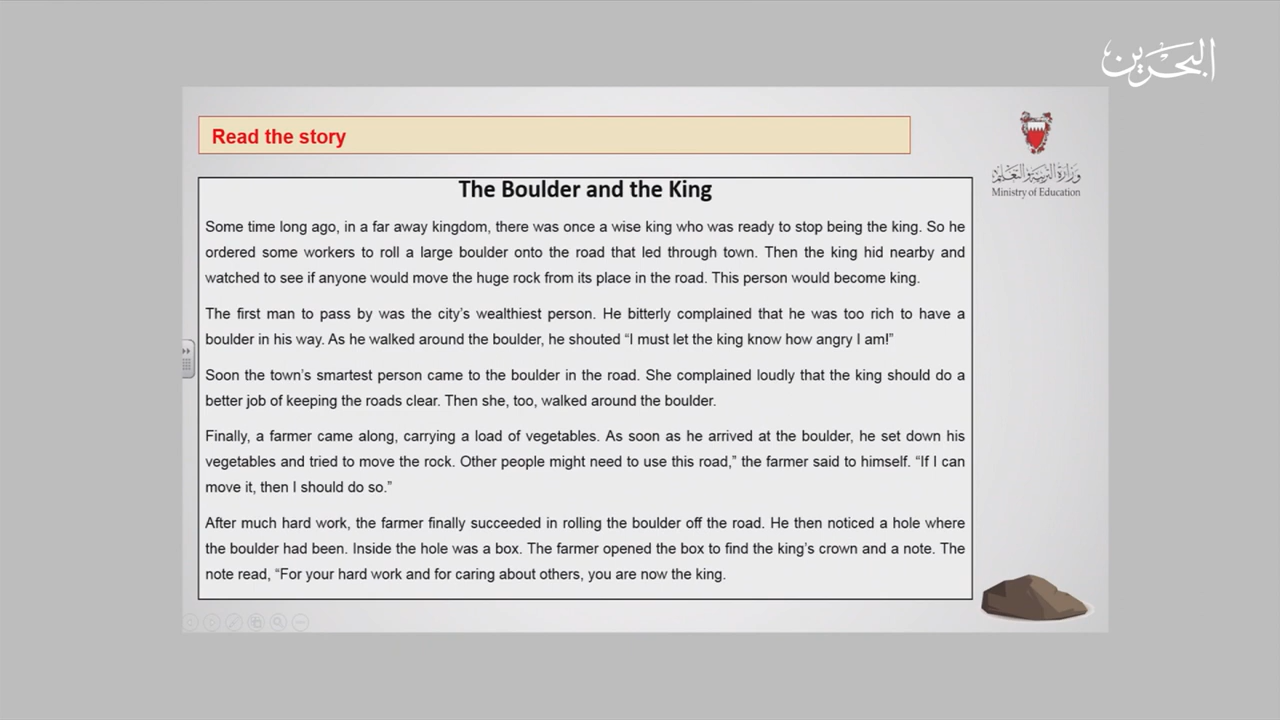 البحرين
Read the story
وزارة التربية والتعليم
Ministry of Education
The Boulder and the King
Some time long ago, in a far away kingdom, there was once a wise king who was ready to stop being the king. So he
ordered some workers to roll a large boulder onto the road that led through town. Then the king hid nearby and
watched to see if anyone would move the huge rock from its place in the road. This person would become king.
The first man to pass by was the city’s wealthiest person. He bitterly complained that he was too rich to have a
boulder in his way. As he walked around the boulder, he shouted “I must let the king know how angry I am!”
Soon the town’s smartest person came to the boulder in the road. She complained loudly that the king should do a
better job of keeping the roads clear. Then she, too, walked around the boulder.
Finally, a farmer came along, carrying a load of vegetables. As soon as he arrived at the boulder, he set down his
vegetables and tried to move the rock. Other people might need to use this road,” the farmer said to himself. “If I can
move it, then I should do so.”
After much hard work, the farmer finally succeeded in rolling the boulder off the road. He then noticed a hole where
the boulder had been. Inside the hole was a box. The farmer opened the box to find the king’s crown and a note. The
note read, “For your hard work and for caring about others, you are now the king.